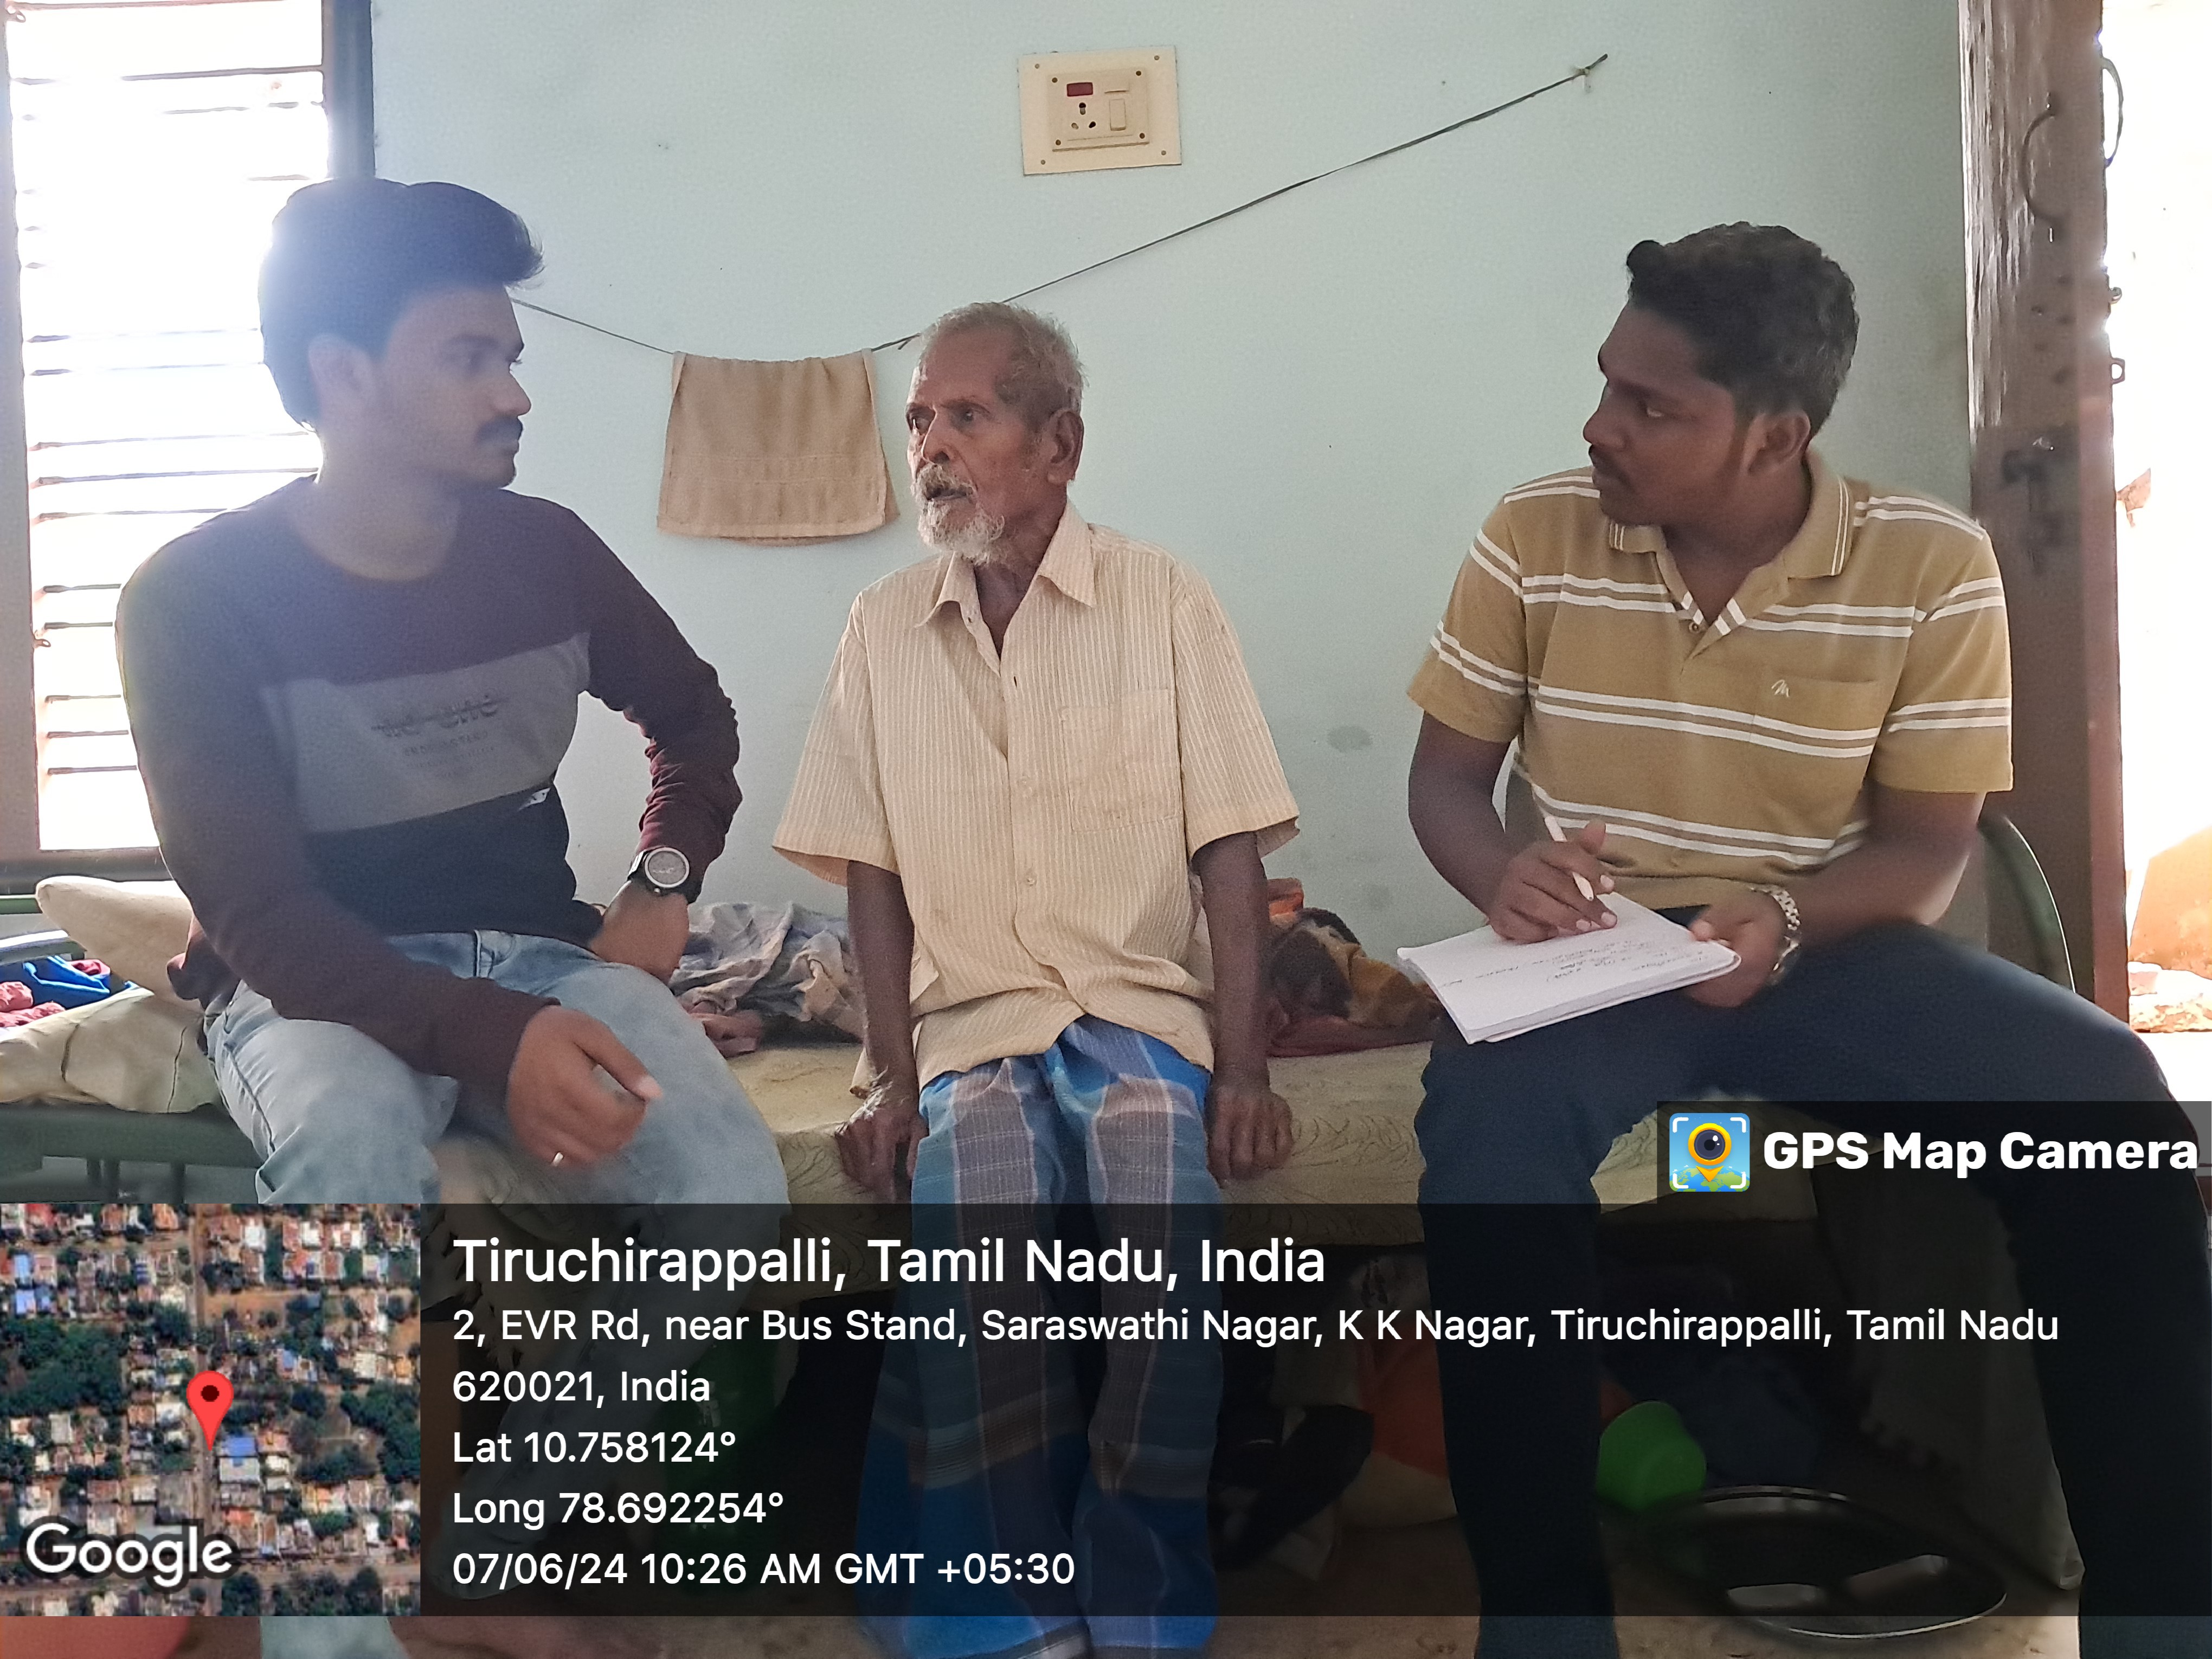 GPS Map Camera
Tiruchirappalli, Tamil Nadu, India
2, EVR Rd, near Bus Stand, Saraswathi Nagar, K K Nagar, Tiruchirappalli, Tamil Nadu
620021, India
Lat 10.758124°
Long 78.692254°
07/06/24 10:26 AM GMT +05:30
Google